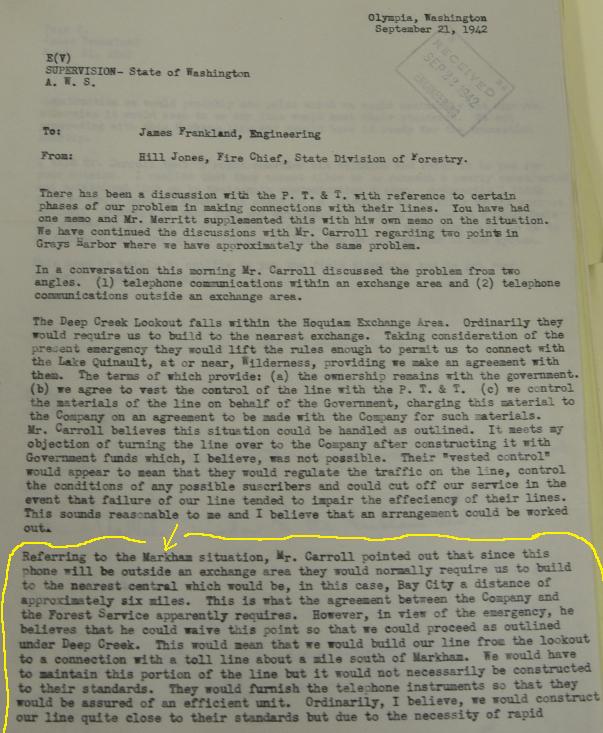 Olympia, Washington
September 21, 1942
RECEIVED
SEP 22 1942
ENGINEERING
E(V)
SUPERVISION- State of Washington
A. W. S.
To: James Frankland, Engineering
From: Hill Jones, Fire Chief, State Division of Forestry.
There has been a discussion with the P. T. & T. with reference to certain
phases of our problem in making connections with their lines. You have had
one memo and Mr. Merritt supplemented this with hiw own memo on the situation.
We have continued the discussions with Mr. Carroll regarding two points in
Grays Harbor where we have approximately the same problem.
In a conversation this morning Mr. Carroll discussed the problem from two
angles. (1) telephone communications within an exchange area and (2) telephone
communications outside an exchange area.
The Deep Creek Lookout falls within the Hoquiam Exchange Area. Ordinarily they
would require us to build to the nearest exchange. Taking consideration of the
present emergency they would lift the rules enough to permit us to connect with
the Lake Quinault, at or near, Wilderness, providing we make an agreement with
them. The terms of which provide: (a) the ownership remains with the government.
(b) we agree to vest the control of the line with the P. T. & T. (c) we control
the materials of the line on behalf of the Government, charging this material to
the Company on an agreement to be made with the Company for such materials.
Mr. Carroll believes this situation could be handled as outlined. It meets my
objection of turning the line over to the Company after constructing it with
Government funds which, I believe, was not possible. Their "vested control"
would appear to mean that they would regulate the traffic on the line, control
the conditions of any possible suscribers and could cut off our service in the
event that failure of our line tended to impair the effeciency of their lines.
This sounds reasonable to me and I believe that an arrangement could be worked
out.
Referring to the Markham situation, Mr. Carroll pointed out that since this
phone will be outside an exchange area they would normally require us to build
to the nearest central which would be, in this case, Bay City a distance of
approximately six miles. This is what the agreement between the Company and
the Forest Service apparently requires. However, in view of the emergency, he
believes that he could waive this point so that we could proceed as outlined
under Deep Creek. This would mean that we would build our line from the lookout
to a connection with a toll line about a mile south of Markham. We would have
to maintain this portion of the line but it would not necessarily be constructed
to their standards. They would furnish the telephone instruments so that they
would be assured of an efficient unit. Ordinarily, I believe, we would construct
our line quite close to their standards but due to the necessity of rapid